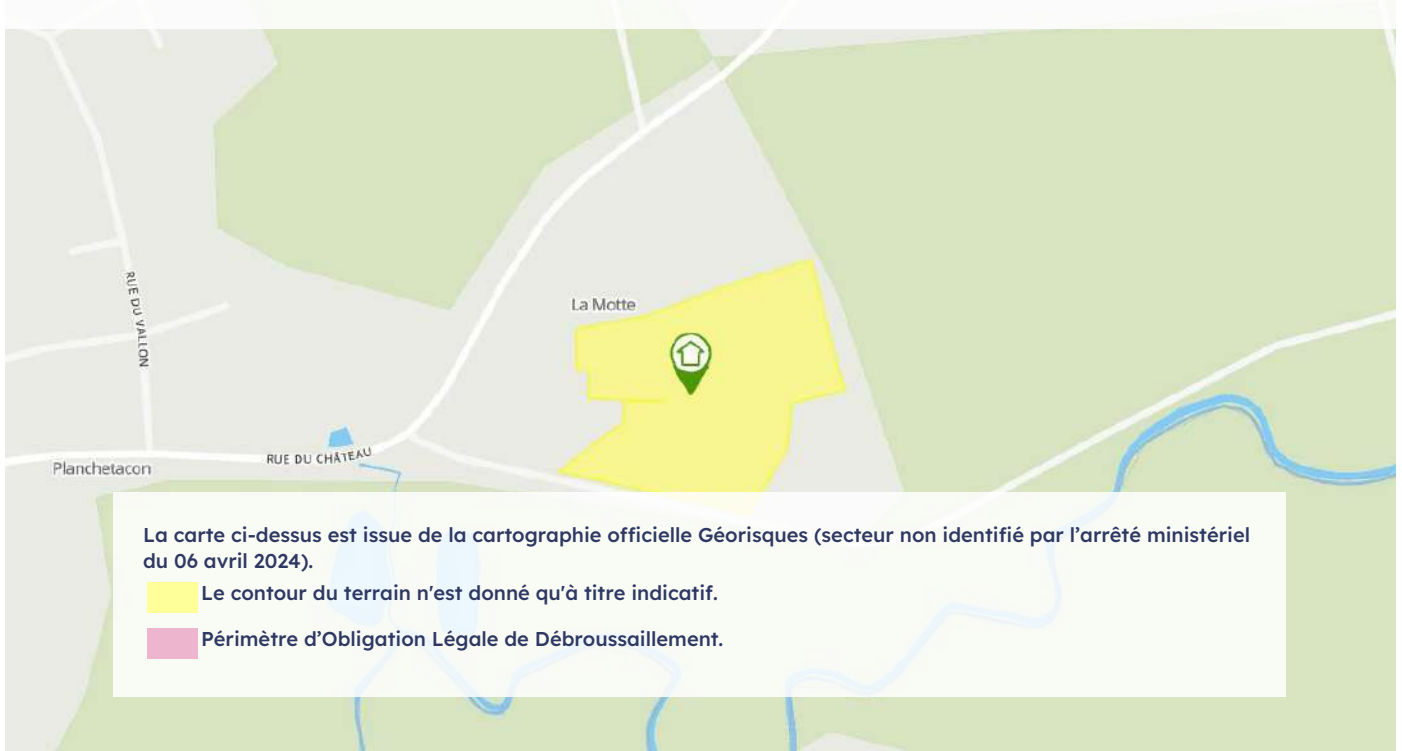 La Motte
RUE DU VALLON
RUE DU CHÂTEAU
Planchetacon
La carte ci-dessus est issue de la cartographie officielle Géorisques (secteur non identifié par l'arrêté ministériel
du 06 avril 2024).
Le contour du terrain n'est donné qu'à titre indicatif.
Périmètre d'Obligation Légale de Débroussaillement.